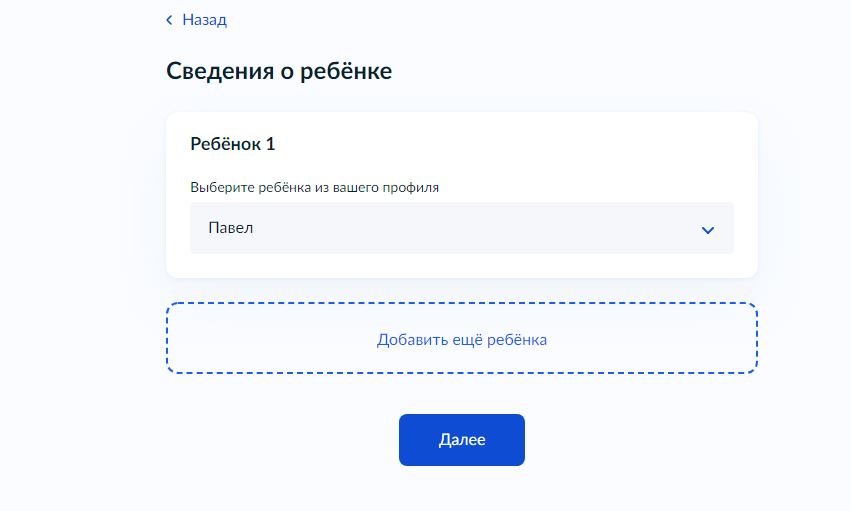 Назад
Сведения о ребёнке
Ребёнок 1
Выберите ребёнка из вашего профиля
Павел
Добавить ещё ребёнка
Далее